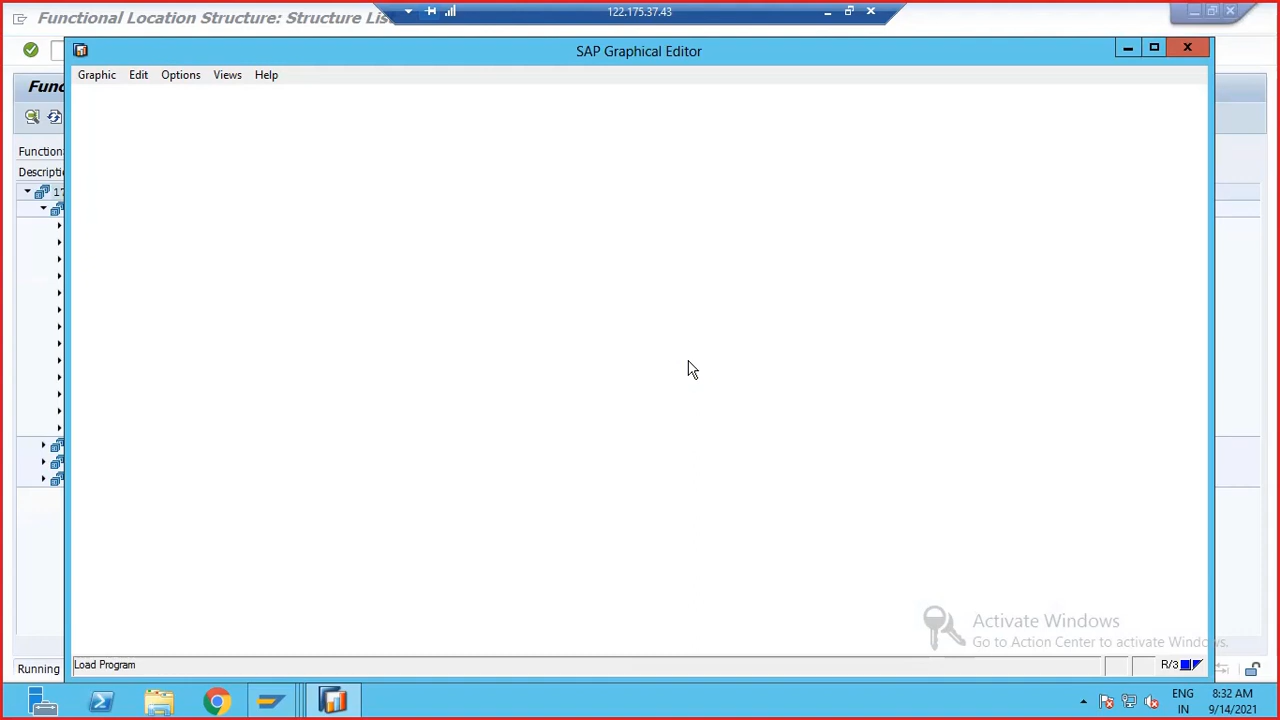 Functional Location Structure: Structure Lis
122.175.37.43
SAP Graphical Editor
Graphic Edit Options Views Help
Func
Function
Descriptio
17
Activate Windows
Go to Action Center to activate Windows.
Load Program
R/3
Running
ENG
IN
8:32 AM
9/14/2021